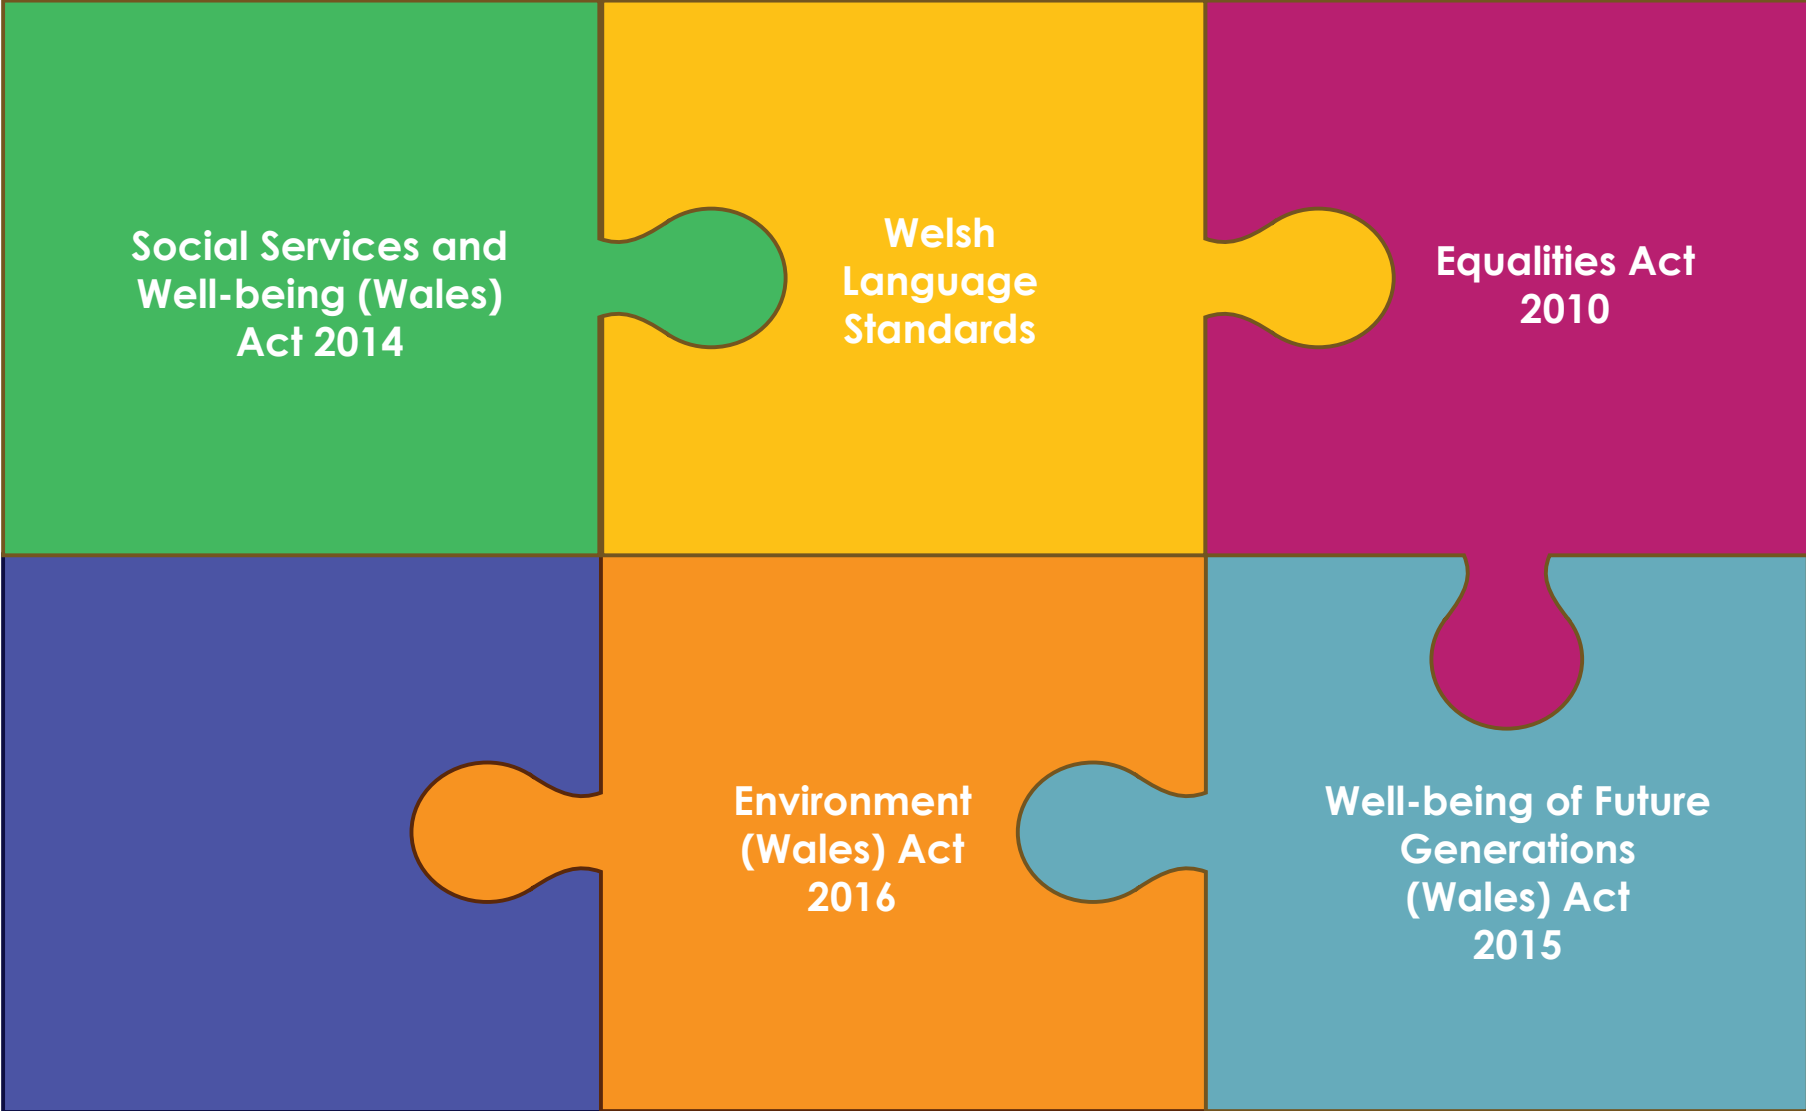 Social Services and
Well-being (Wales)
Act 2014
Welsh
Language
Standards
Equalities Act
2010
Environment
(Wales) Act
2016
Well-being of Future
Generations
(Wales) Act
2015